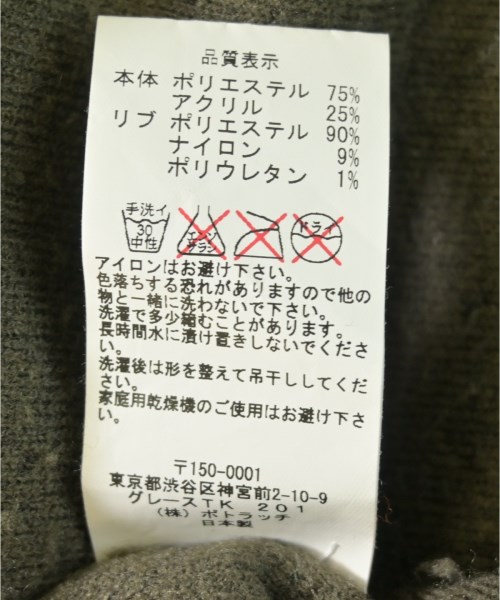 品質表示
本体 ポリエステル 75%
アクリル 25%
リブ ポリエステル 90%
ナイロン 9%
ポリウレタン 1%
手洗イ
30
中性
エンソ
サラシ
ドライ
アイロンはお避け下さい。
色落ちする恐れがありますので他の
物と一緒に洗わないで下さい。
洗濯で多少縮むことがあります。
長時間水に漬け置きしないでくださ
い。
洗濯後は形を整えて吊干ししてくだ
さい。
家庭用乾燥機のご使用はお避け下さ
い。
〒150-0001
東京都渋谷区神宮前2-10-9
グレースTK 201
(株) ポトラッチ
日本製